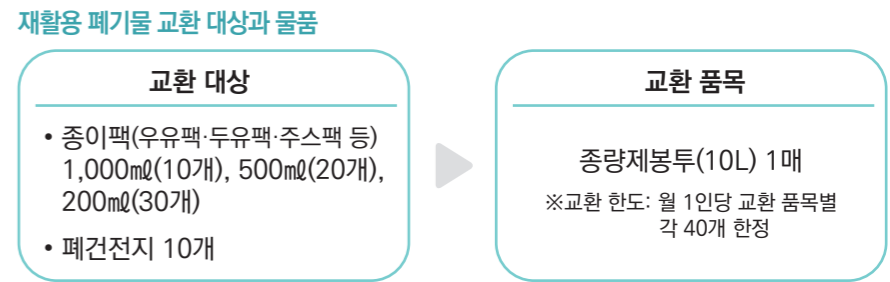 재활용 폐기물 교환 대상과 물품
교환 대상
• 종이팩(우유팩·두유팩·주스팩 등)
1,000㎖(10개), 500㎖(20개),
200㎖(30개)
• 폐건전지 10개
교환 품목
종량제봉투(10L) 1매
※교환 한도: 월 1인당 교환 품목별
각 40개 한정